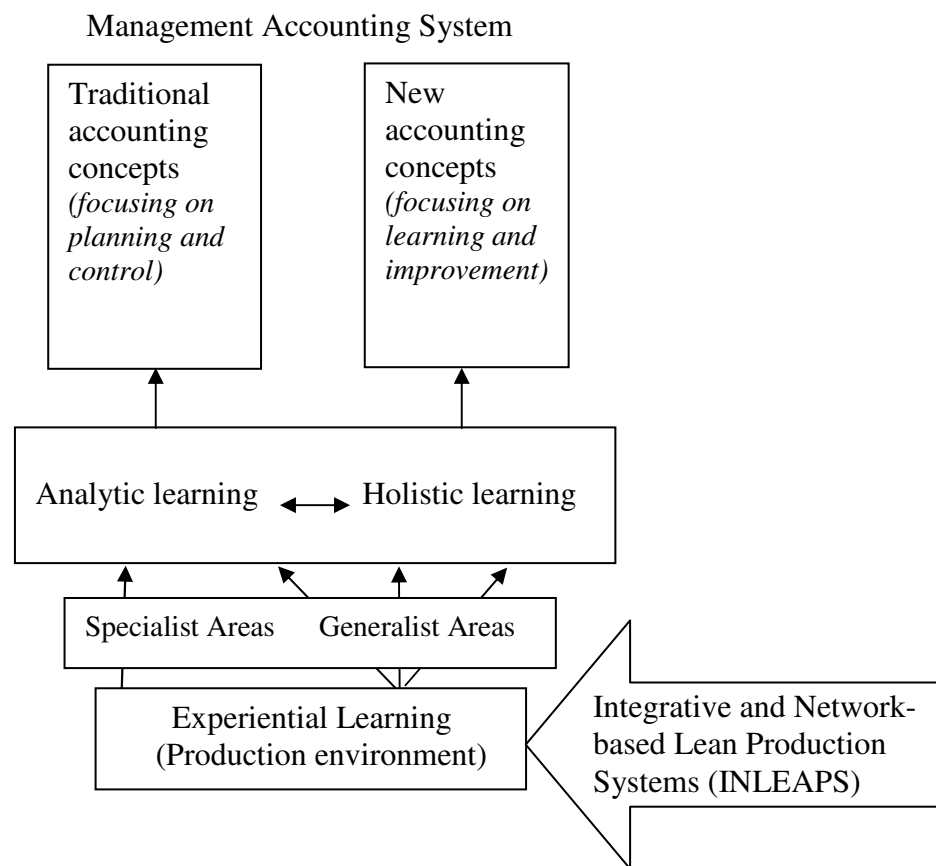 Management Accounting System
Traditional
accounting
concepts
(focusing on
planning and
control)
New
accounting
concepts
(focusing on
learning and
improvement)
Analytic learning
Holistic learning
Specialist Areas
Generalist Areas
Experiential Learning
(Production environment)
Integrative and Network-
based Lean Production
Systems (INLEAPS)